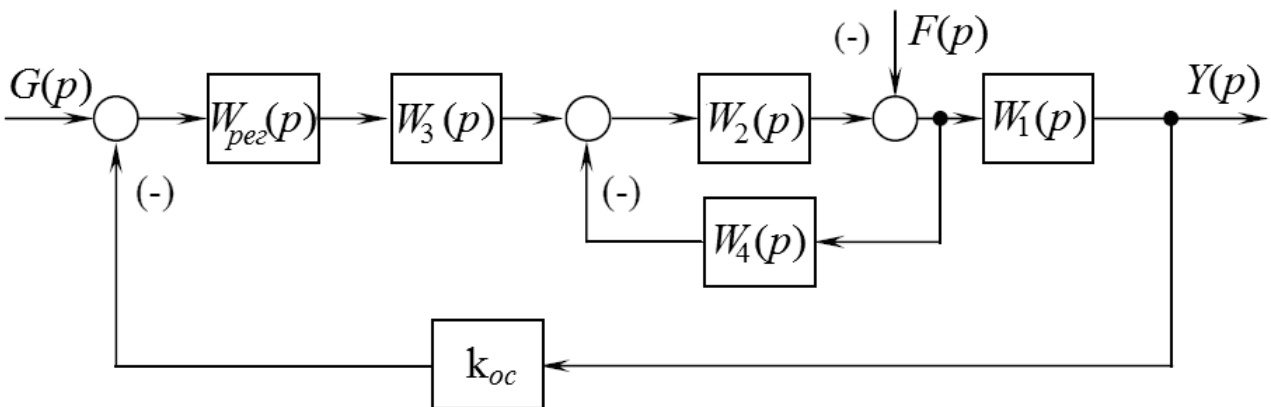 G(p)
W_рег(p)
W_3(p)
W_2(p)
(-)
F(p)
W_1(p)
Y(p)
(-)
(-)
W_4(p)
k_ос